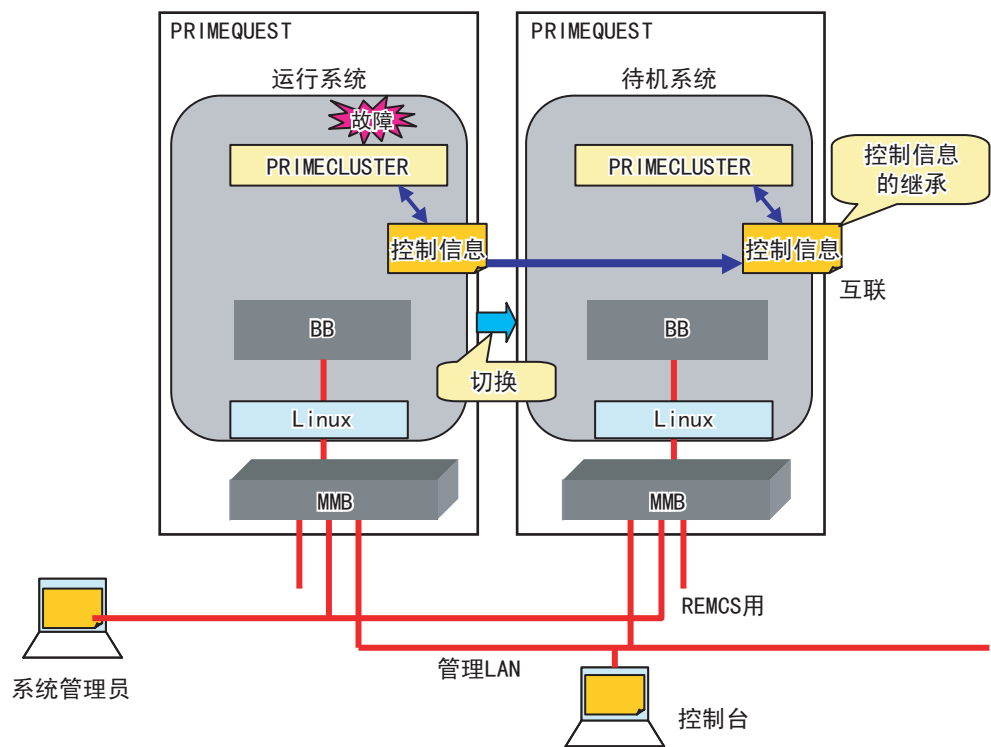 PRIMEQUEST
PRIMEQUEST
运行系统
待机系统
故障
PRIMECLUSTER
PRIMECLUSTER
控制信息
的继承
控制信息
控制信息
互联
BB
BB
切换
Linux
Linux
MMB
MMB
REMCS用
管理LAN
系统管理员
控制台